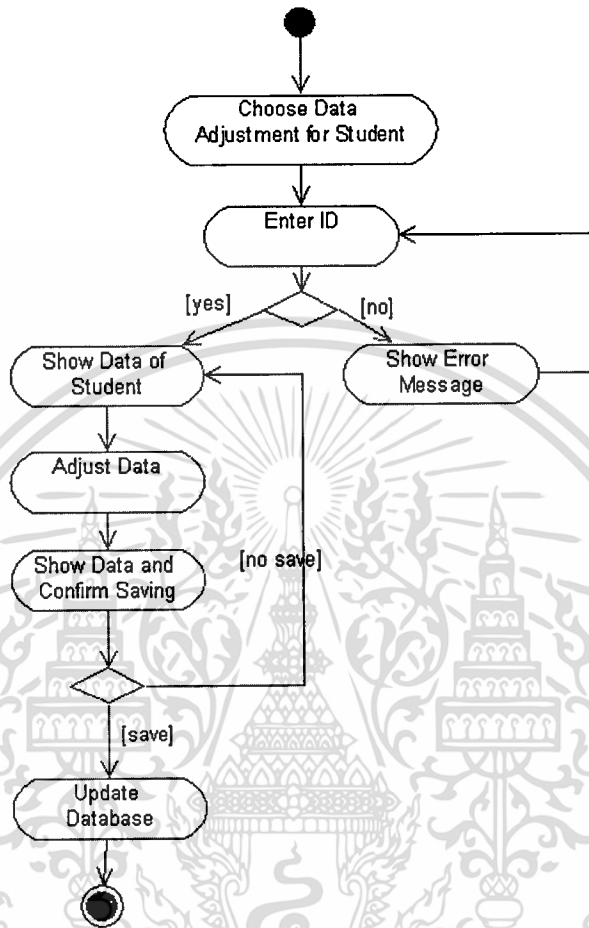 Choose Data
Adjustment for Student
Enter ID
[yes]
[no]
Show Data of
Student
Show Error
Message
Adjust Data
Show Data and
Confirm Saving
[no save]
[save]
Update
Database